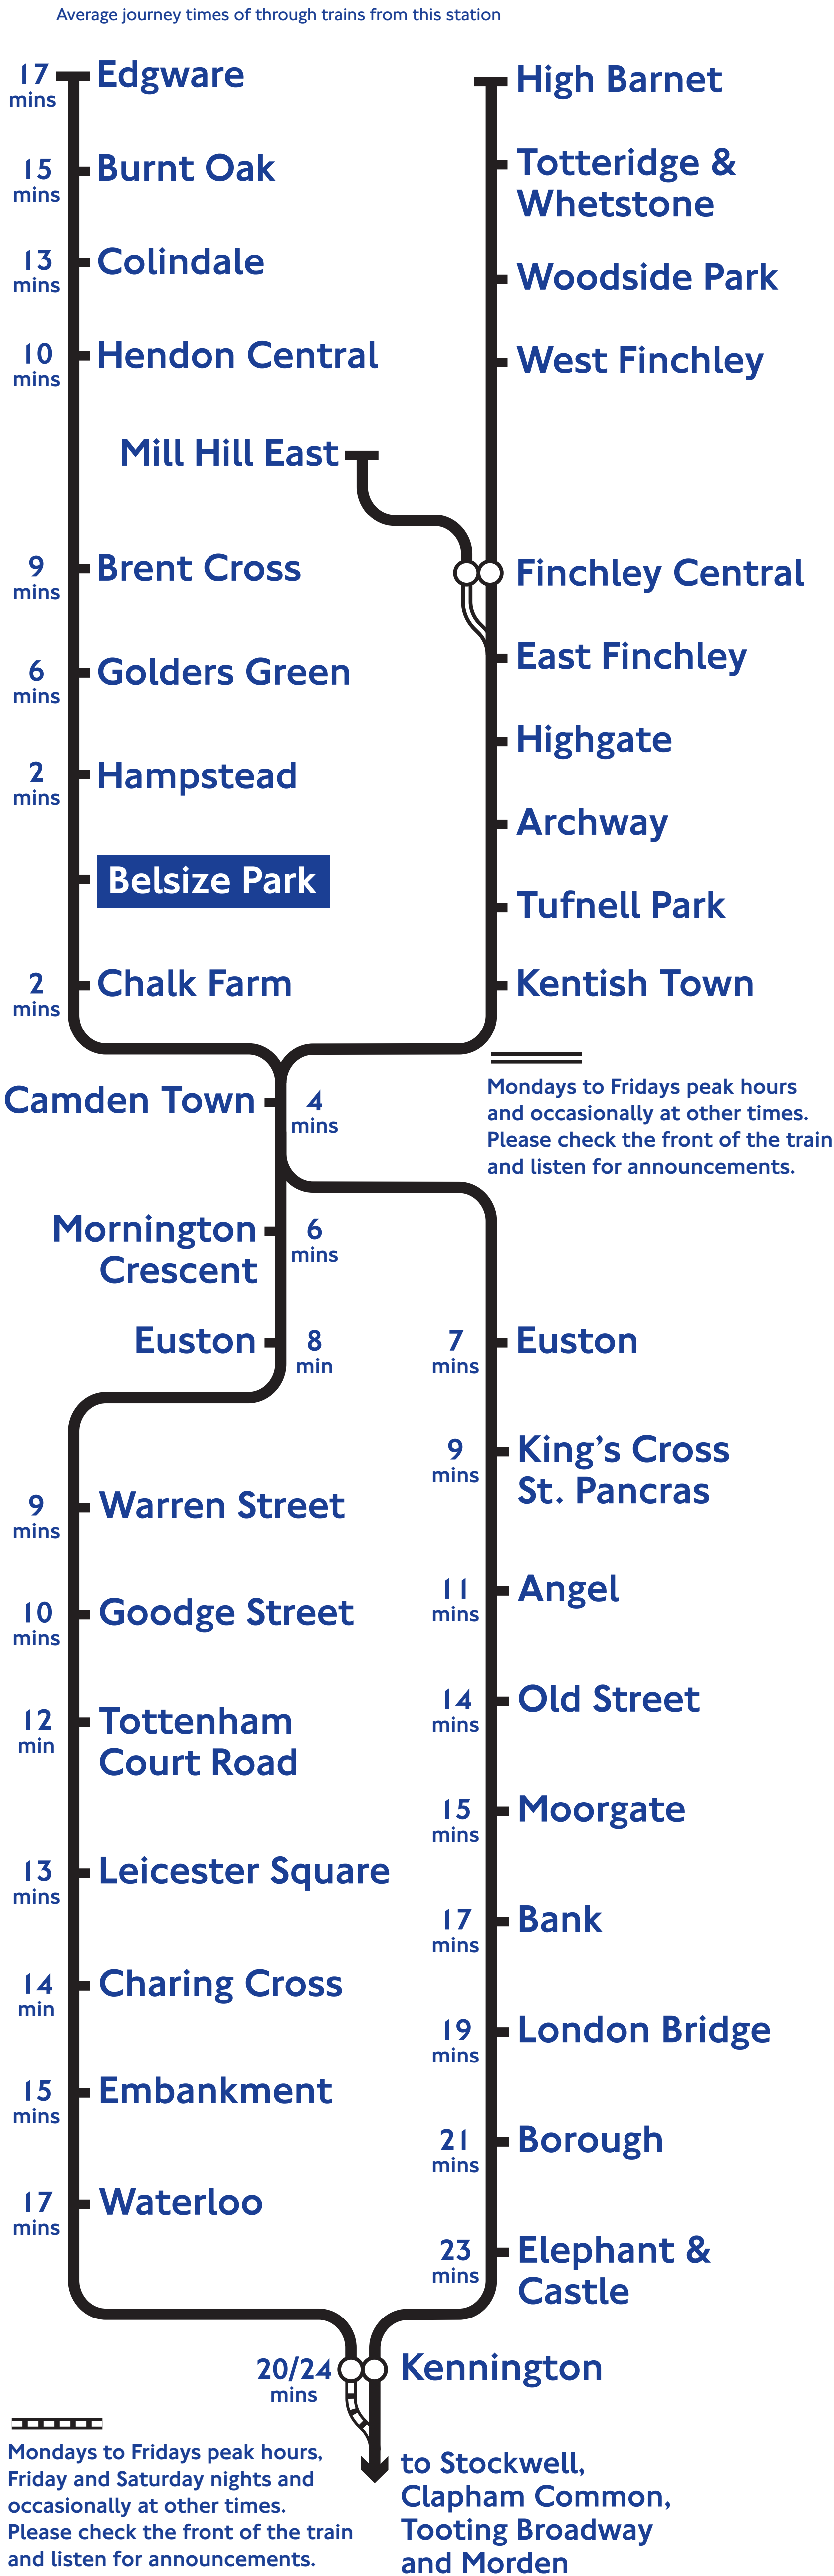 Average journey times of through trains from this station
17
mins
Edgware
15
mins
Burnt Oak
13
mins
Colindale
10
mins
Hendon Central
Mill Hill East
9
mins
Brent Cross
6
mins
Golders Green
2
mins
Hampstead
Belsize Park
2
mins
Chalk Farm
High Barnet
Totteridge &
Whetstone
Woodside Park
West Finchley
Finchley Central
East Finchley
Highgate
Archway
Tufnell Park
Kentish Town
Mondays to Fridays peak hours
and occasionally at other times.
Please check the front of the train
and listen for announcements.
Camden Town
4
mins
Mornington
Crescent
6
mins
Euston
8
min
9
mins
Warren Street
10
mins
Goodge Street
12
min
Tottenham
Court Road
13
mins
Leicester Square
14
min
Charing Cross
15
mins
Embankment
17
mins
Waterloo
7
mins
Euston
9
mins
King's Cross
St. Pancras
11
mins
Angel
14
mins
Old Street
15
mins
Moorgate
17
mins
Bank
19
mins
London Bridge
21
mins
Borough
23
mins
Elephant &
Castle
20/24
mins
Kennington
Mondays to Fridays peak hours,
Friday and Saturday nights and
occasionally at other times.
Please check the front of the train
and listen for announcements.
to Stockwell,
Clapham Common,
Tooting Broadway
and Morden